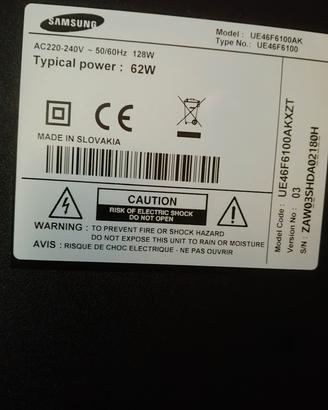 SAMSUNG
Model : UE46F6100AK
Type No.: UE46F6100
AC220-240V ~ 50/60Hz 128W
Typical power : 62W
CE
MADE IN SLOVAKIA
CAUTION
RISK OF ELECTRIC SHOCK
DO NOT OPEN
WARNING : TO PREVENT FIRE OR SHOCK HAZARD
DO NOT EXPOSE THIS UNIT TO RAIN OR MOISTURE
AVIS : RISQUE DE CHOC ELECTRIQUE - NE PAS OUVRIR
Model Code : UE46F6100AKXZT
Version No : 03
S/N : ZAW03SHDA02180H